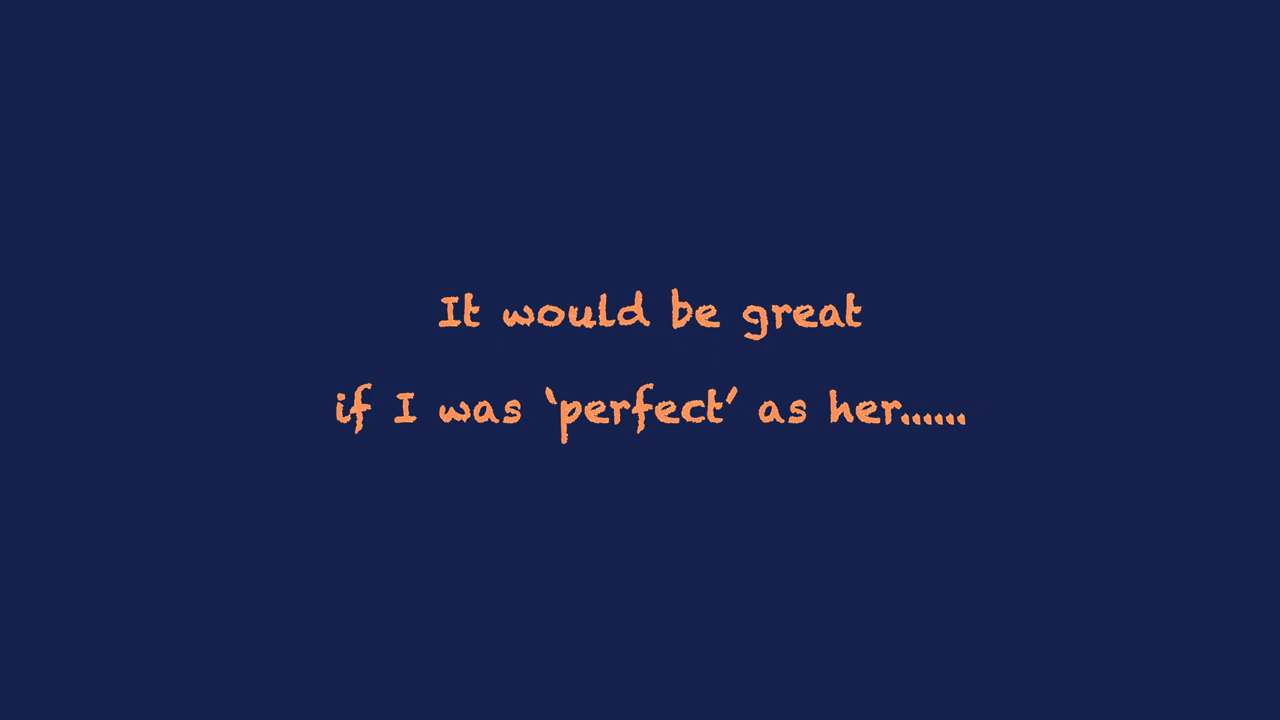 It would be great
if I was ‘perfect’ as her......